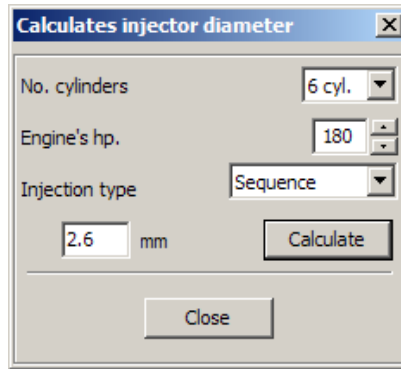 Calculates injector diameter
No. cylinders 6 cyl.
Engine's hp. 180
Injection type Sequence
2.6 mm Calculate
Close